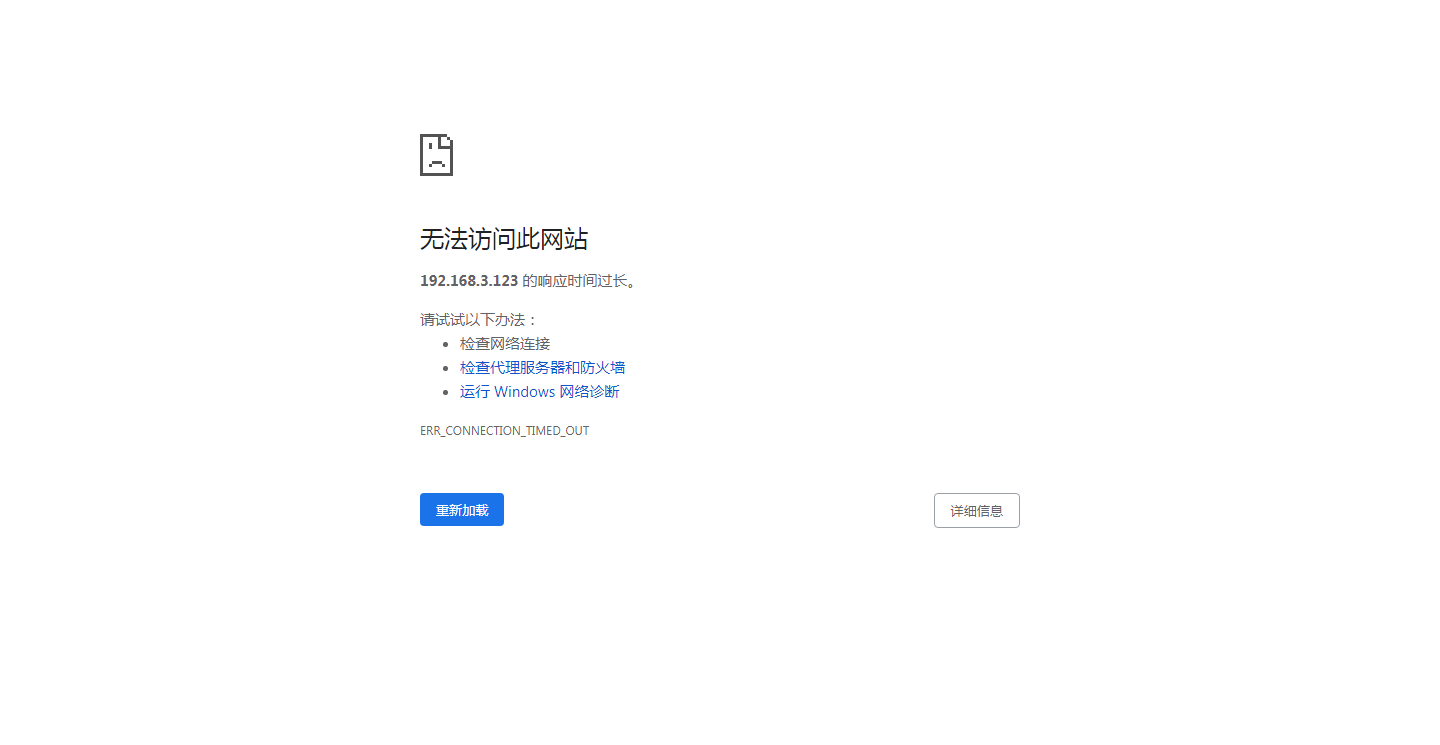 无法访问此网站
192.168.3.123 的响应时间过长。
请试试以下办法：
检查网络连接
检查代理服务器和防火墙
运行 Windows 网络诊断
ERR_CONNECTION_TIMED_OUT
重新加载
详细信息